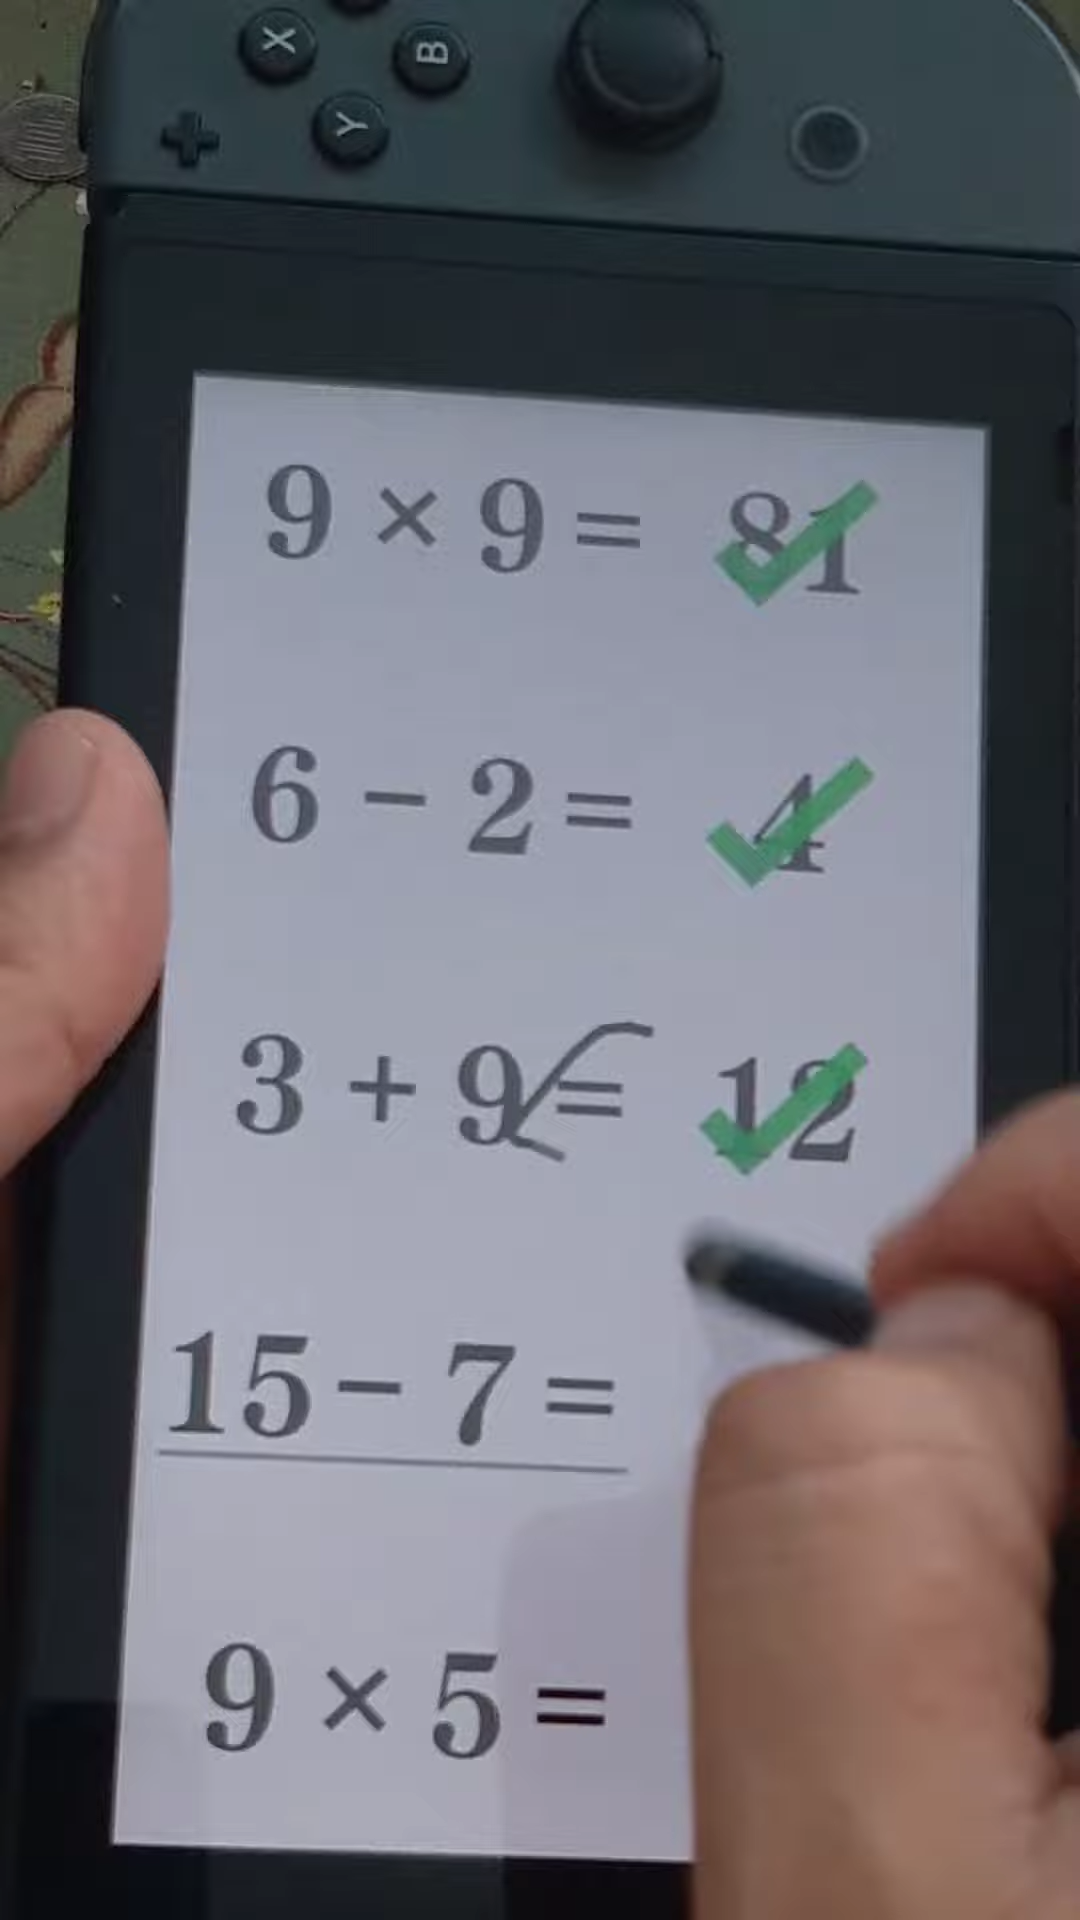 X
B
Y
9 × 9 = 81
6 − 2 = 4
3 + 9 = 12
15 − 7 =
9 × 5 =